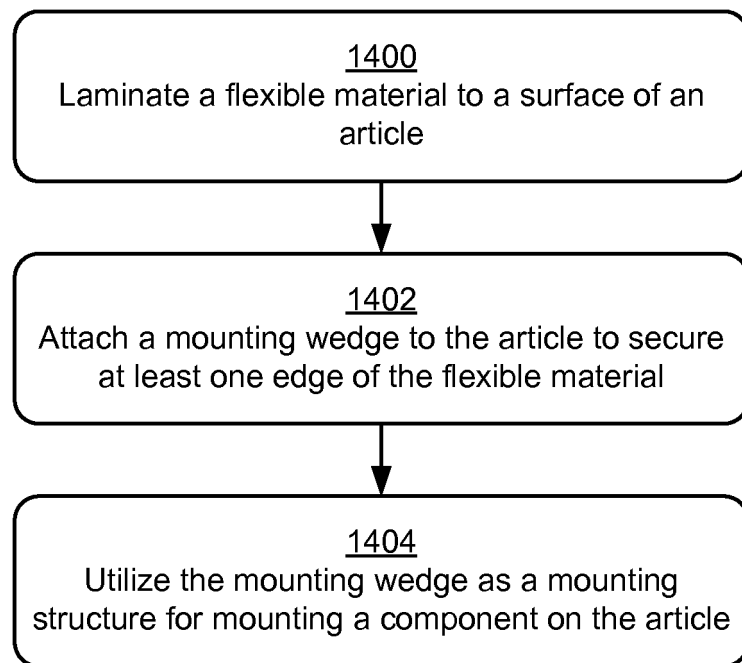 1400
Laminate a flexible material to a surface of an
article
1402
Attach a mounting wedge to the article to secure
at least one edge of the flexible material
1404
Utilize the mounting wedge as a mounting
structure for mounting a component on the article